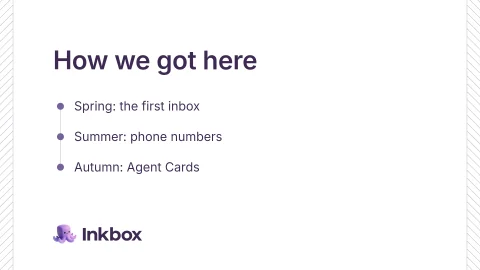 How we got here
Spring: the first inbox
Summer: phone numbers
Autumn: Agent Cards
Inkbox